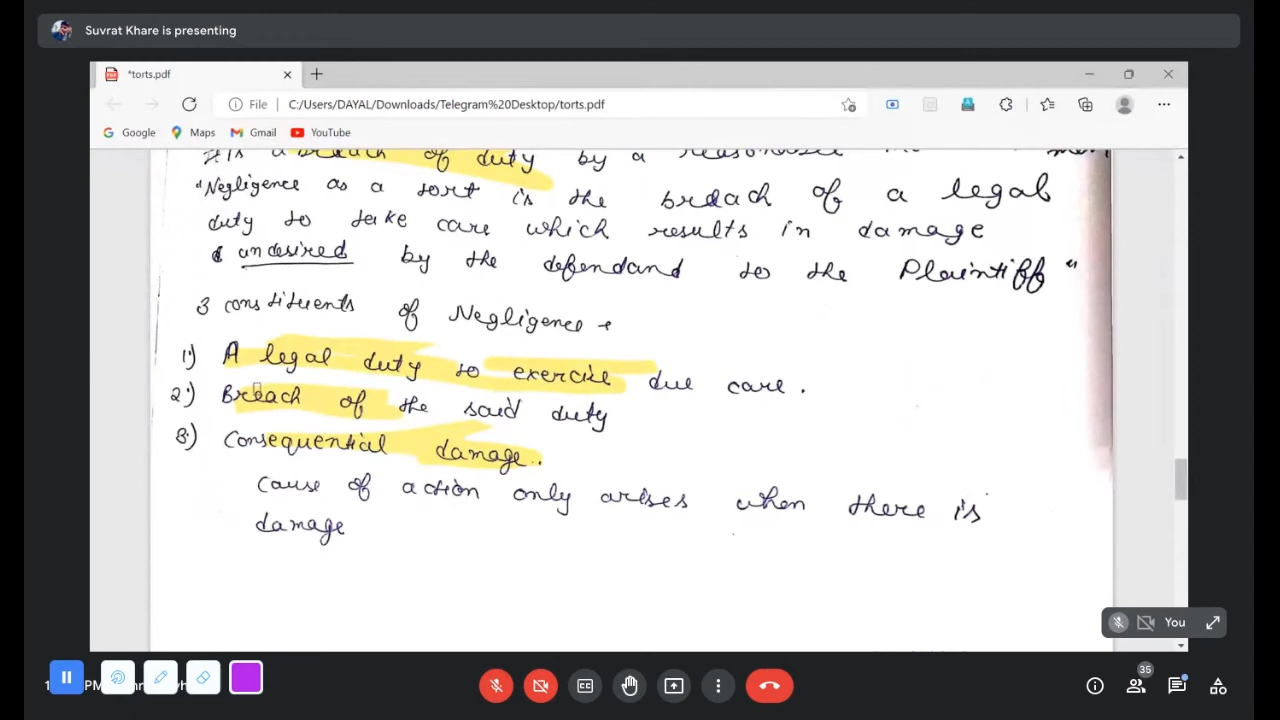 Suvrat Khare is presenting
*torts.pdf
File C:/Users/DAYAL/Downloads/Telegram%20Desktop/torts.pdf
Google Maps Gmail YouTube
It is a breach of duty by a
"Negligence as a tort is the breach of a legal
duty to take care which results in damage
undesired by the defendand to the Plaintiff"
3 constituents of Negligence
1) A legal duty to exercise due care.
2) Breach of the said duty
3) Consequential damage..
cause of action only arises when there is
damage
You
35